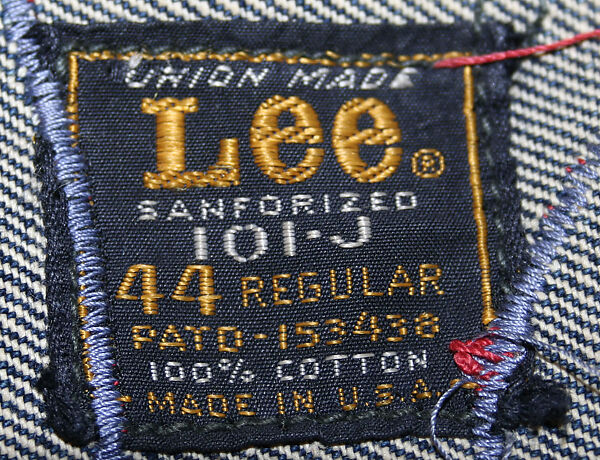 UNION MADE
Lee®
SANFORIZED
101-J
44 REGULAR
PATD-153438
100% COTTON
MADE IN U.S.A.